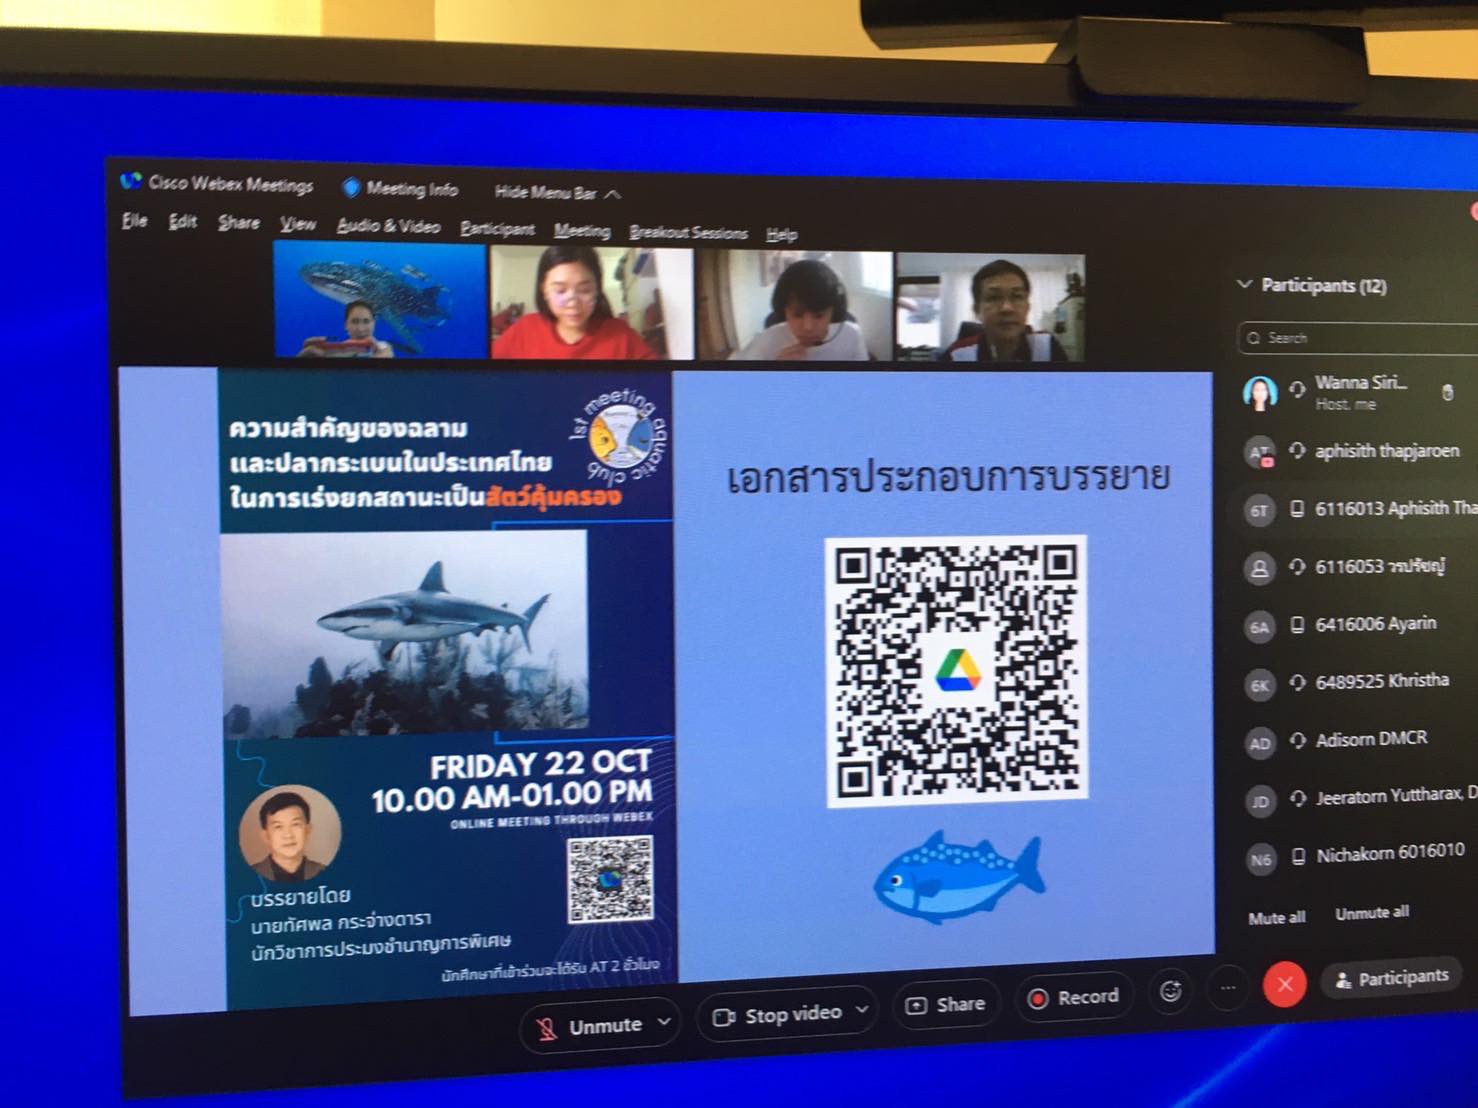 Cisco Webex Meetings
Meeting Info
Hide Menu Bar
File Edit Share View Audio & Video Participant Meeting Breakout Sessions Help
ความสำคัญของฉลาม
และปลากระเบนในประเทศไทย
ในการเร่งยกสถานะเป็นสัตว์คุ้มครอง
1st meeting aquatic club
FRIDAY 22 OCT
10.00 AM-01.00 PM
ONLINE MEETING THROUGH WEBEX
บรรยายโดย
นายทัศพล กระจ่างดารา
นักวิชาการประมงชำนาญการพิเศษ
นักศึกษาที่เข้าร่วมจะได้รับ AT 2 ชั่วโมง
เอกสารประกอบการบรรยาย
Participants (12)
Search
Wanna Siri...
Host, me
AT aphisith thapjaroen
6T 6116013 Aphisith Tha
6116053 วรปรัชญ์
6A 6416006 Ayarin
6K 6489525 Khristha
AD Adisorn DMCR
JD Jeeratorn Yuttharax, D
N6 Nichakorn 6016010
Mute all Unmute all
Unmute
Stop video
Share
Record
Participants